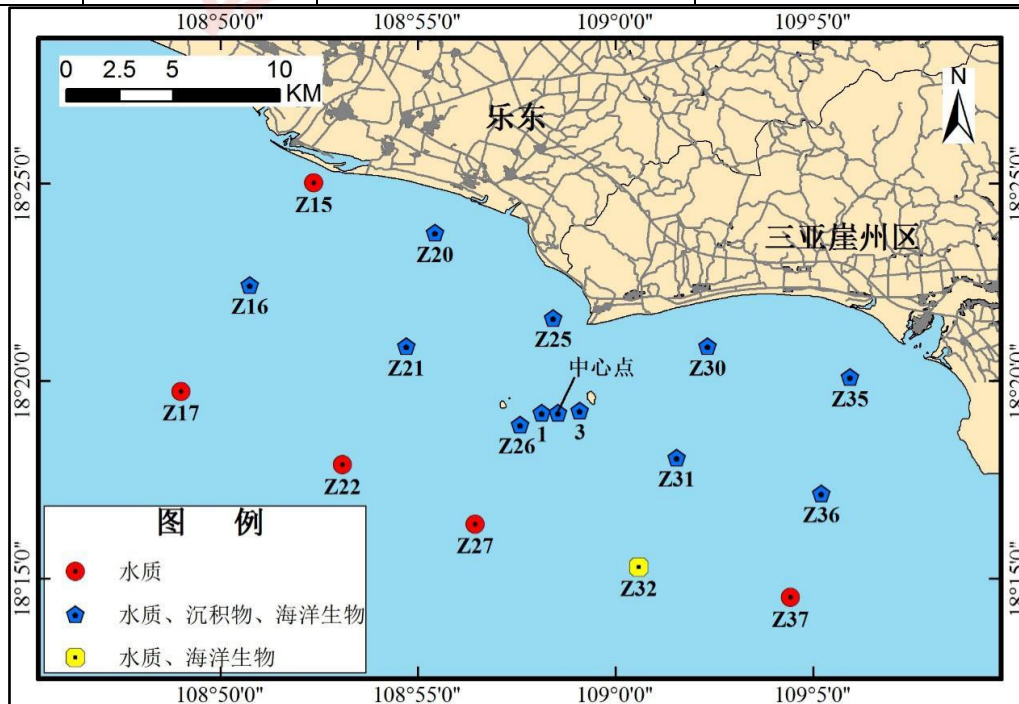 108°50'0" 108°55'0" 109°0'0" 109°5'0"
0 2.5 5 10
KM
N
乐东
18°25'0" 18°25'0"
Z15
三亚崖州区
Z20
Z16
Z25
Z21 Z30
中心点
18°20'0" 18°20'0"
Z35
Z17
Z26 1 3
Z31
Z22
Z36
图 例
Z27
水质
18°15'0" 18°15'0"
Z32
水质、沉积物、海洋生物
Z37
水质、海洋生物
108°50'0" 108°55'0" 109°0'0" 109°5'0"